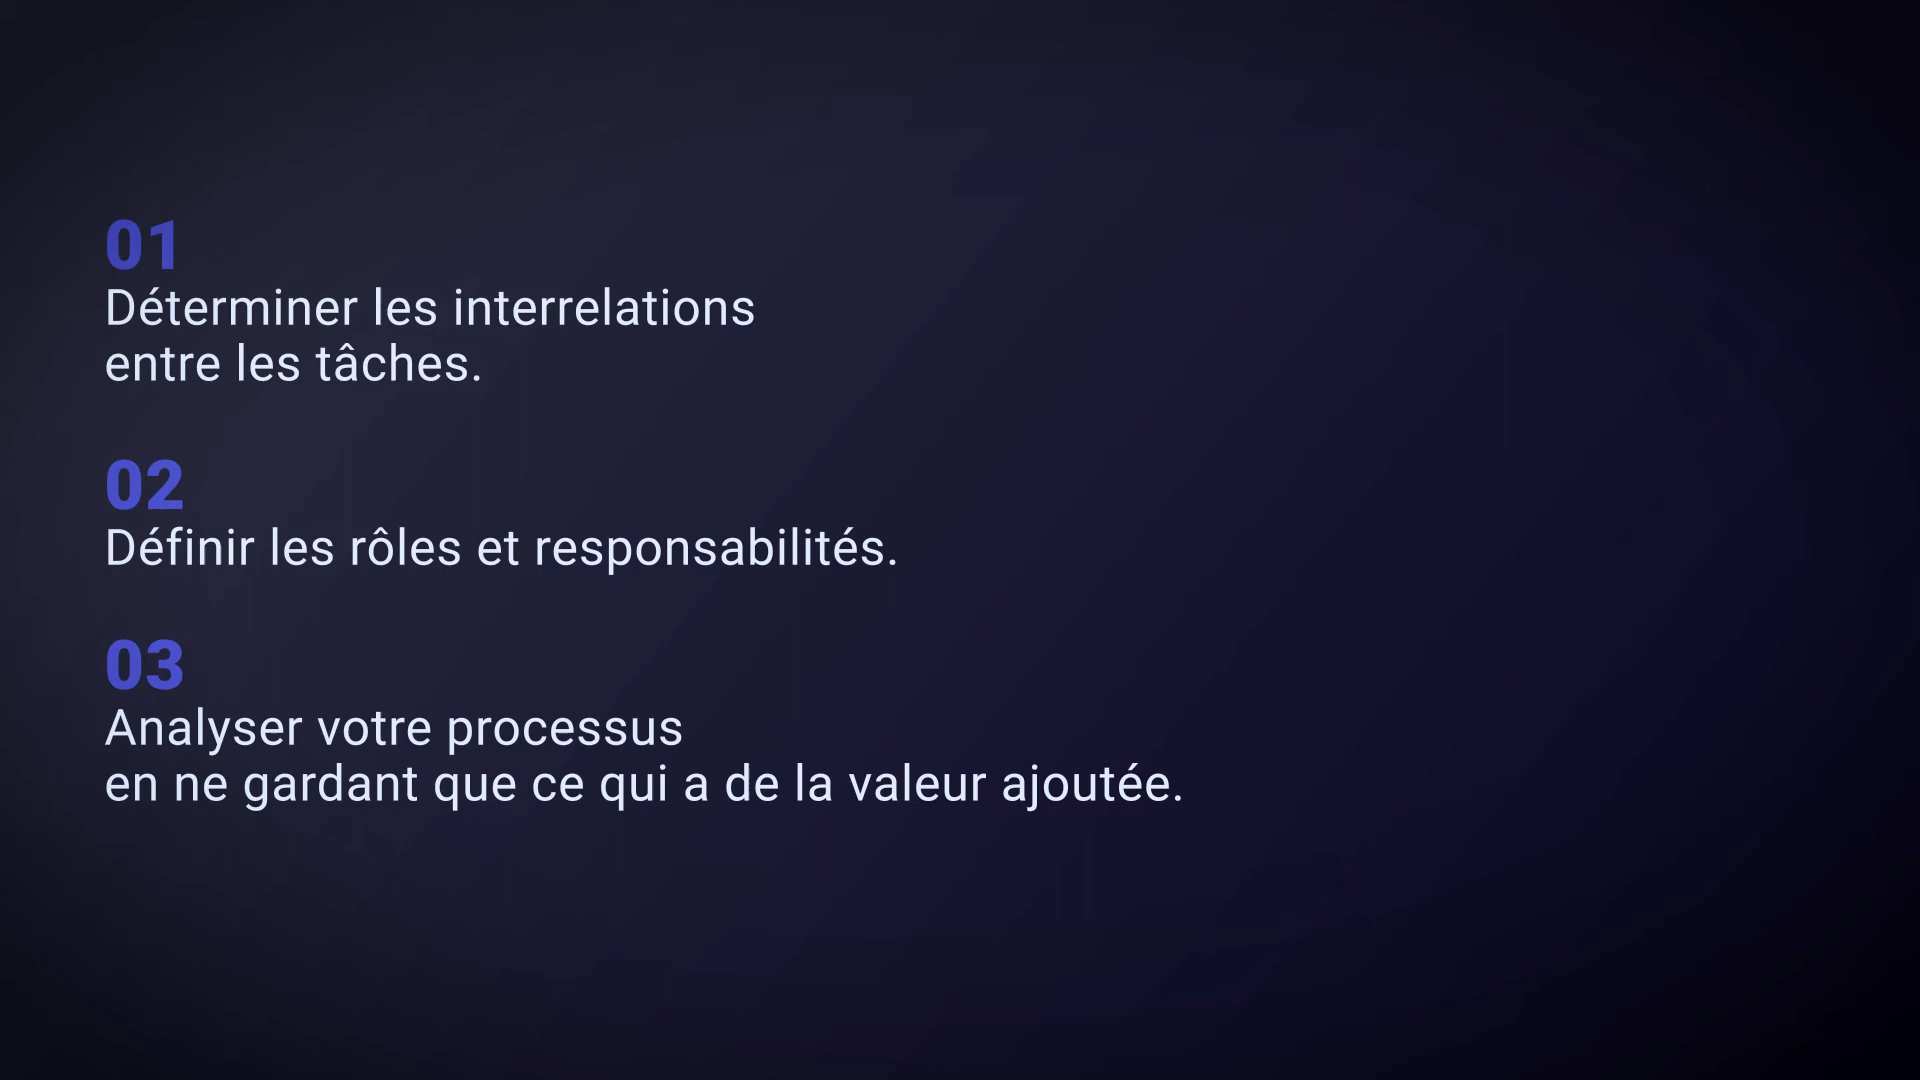 01
Déterminer les interrelations
entre les tâches.
02
Définir les rôles et responsabilités.
03
Analyser votre processus
en ne gardant que ce qui a de la valeur ajoutée.